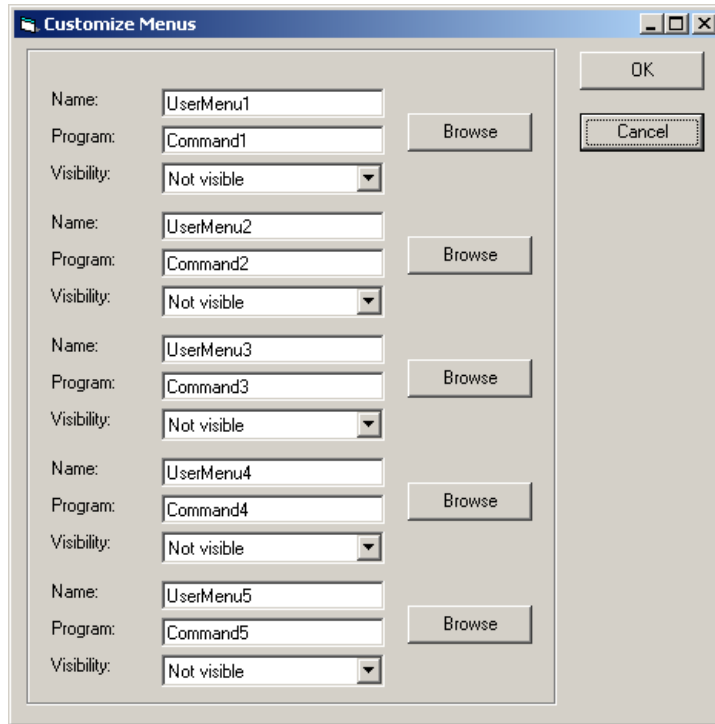 Customize Menus
OK
Name: UserMenu1
Program: Command1 Browse Cancel
Visibility: Not visible
Name: UserMenu2
Program: Command2 Browse
Visibility: Not visible
Name: UserMenu3
Program: Command3 Browse
Visibility: Not visible
Name: UserMenu4
Program: Command4 Browse
Visibility: Not visible
Name: UserMenu5
Program: Command5 Browse
Visibility: Not visible